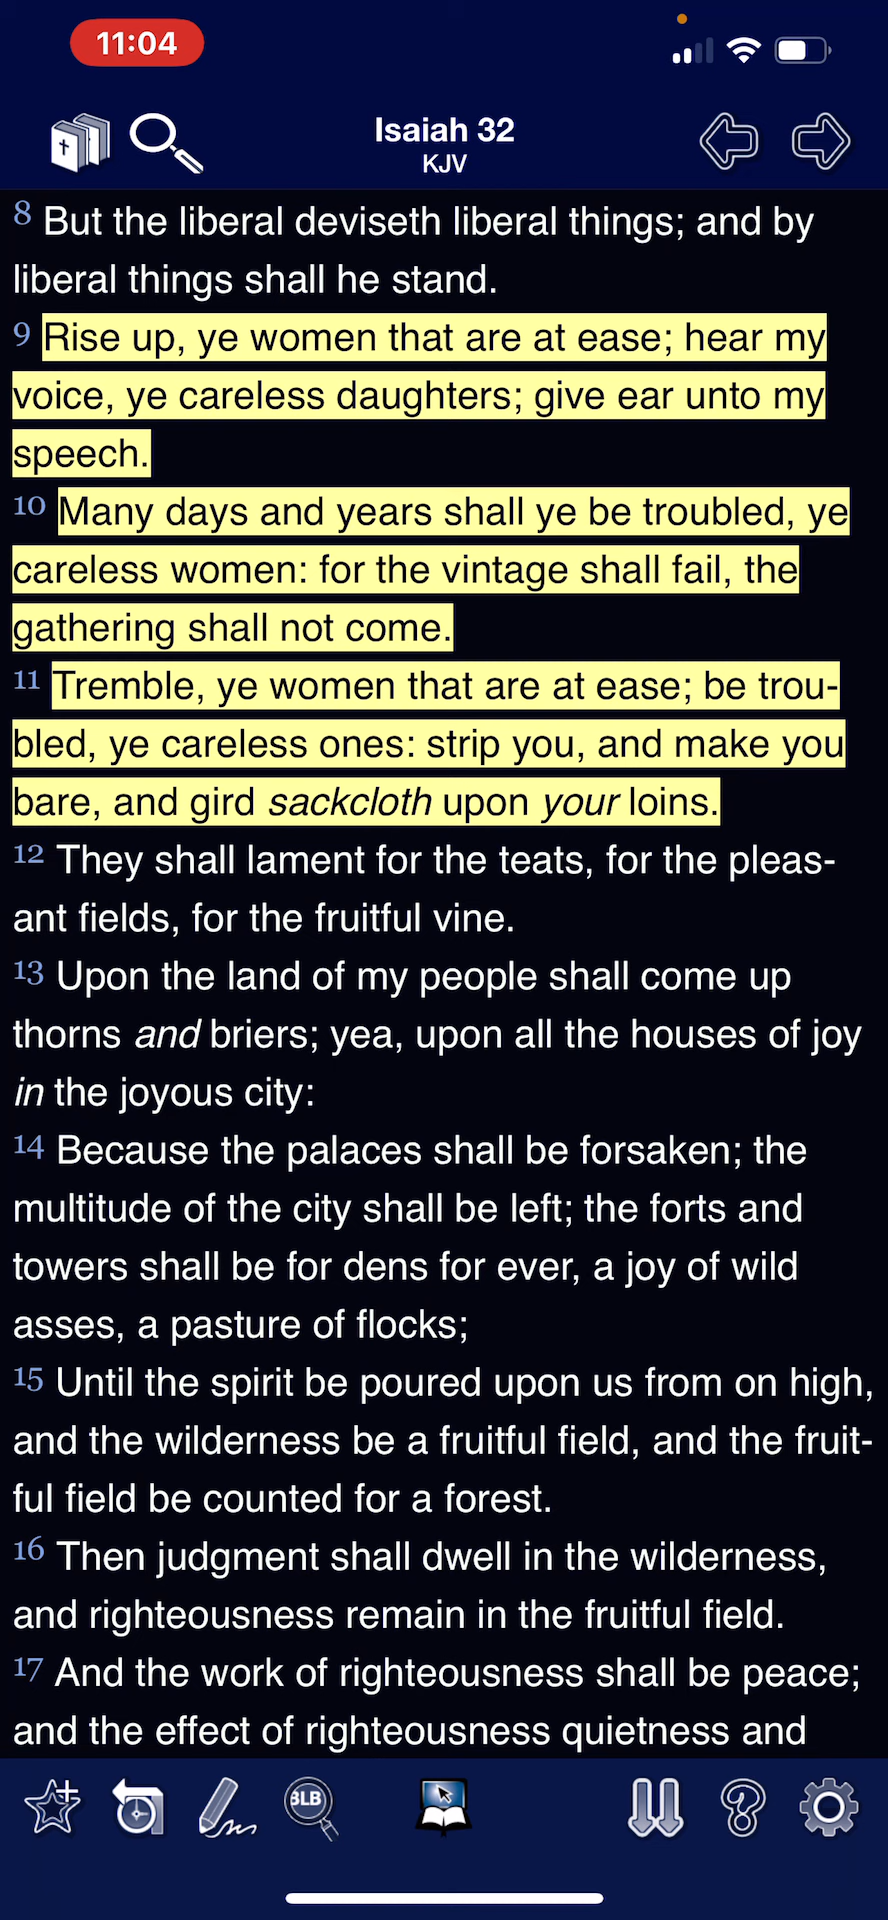 11:04
Isaiah 32
KJV
8 But the liberal deviseth liberal things; and by
liberal things shall he stand.
9 Rise up, ye women that are at ease; hear my
voice, ye careless daughters; give ear unto my
speech.
10 Many days and years shall ye be troubled, ye
careless women: for the vintage shall fail, the
gathering shall not come.
11 Tremble, ye women that are at ease; be trou-
bled, ye careless ones: strip you, and make you
bare, and gird sackcloth upon your loins.
12 They shall lament for the teats, for the pleas-
ant fields, for the fruitful vine.
13 Upon the land of my people shall come up
thorns and briers; yea, upon all the houses of joy
in the joyous city:
14 Because the palaces shall be forsaken; the
multitude of the city shall be left; the forts and
towers shall be for dens for ever, a joy of wild
asses, a pasture of flocks;
15 Until the spirit be poured upon us from on high,
and the wilderness be a fruitful field, and the fruit-
ful field be counted for a forest.
16 Then judgment shall dwell in the wilderness,
and righteousness remain in the fruitful field.
17 And the work of righteousness shall be peace;
and the effect of righteousness quietness and
BLB